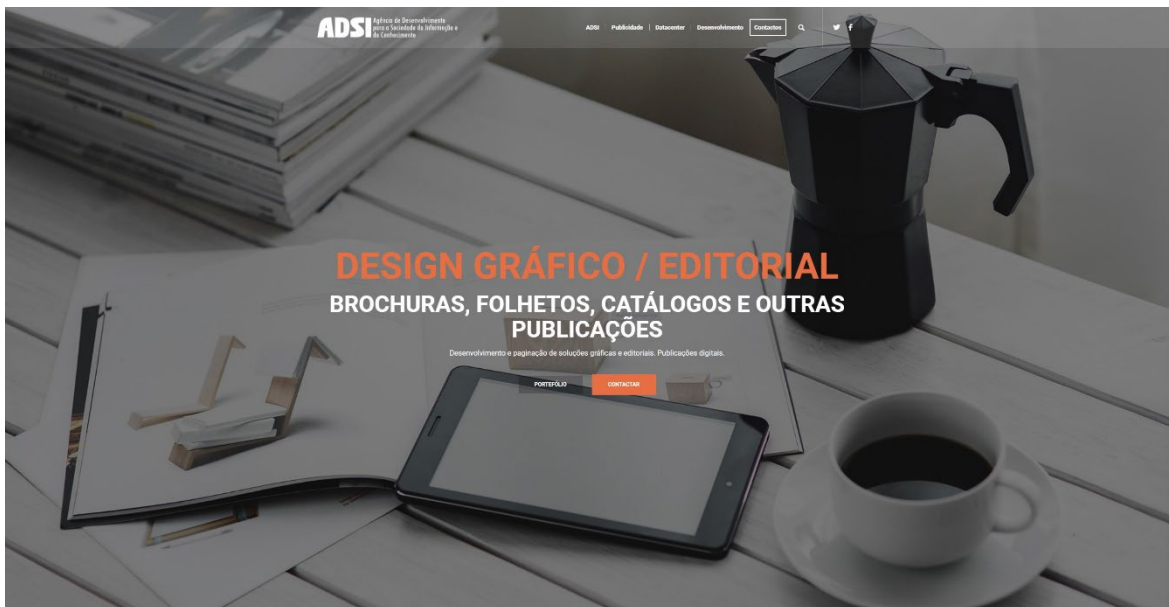 ADSI Agência de Desenvolvimento
para a Sociedade da Informação e
do Conhecimento
ADSI Publicidade | Datacenter Desenvolvimento Contactos
DESIGN GRÁFICO / EDITORIAL
BROCHURAS, FOLHETOS, CATÁLOGOS E OUTRAS
PUBLICAÇÕES
Desenvolvimento e paginação de soluções gráficas e editoriais. Publicações digitais.
PORTEFÓLIO CONTACTAR